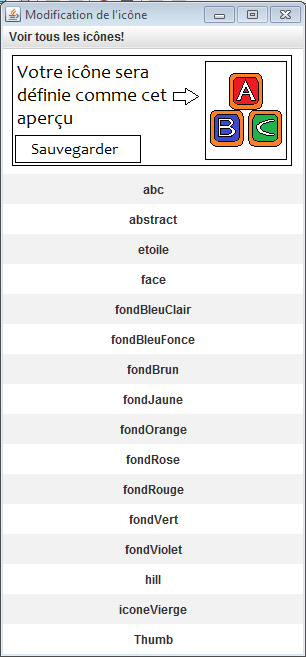 Modification de l'icône
Voir tous les icônes!
Votre icône sera
définie comme cet
aperçu
Sauvegarder
A
B C
abc
abstract
etoile
face
fondBleuClair
fondBleuFonce
fondBrun
fondJaune
fondOrange
fondRose
fondRouge
fondVert
fondViolet
hill
iconeVierge
Thumb